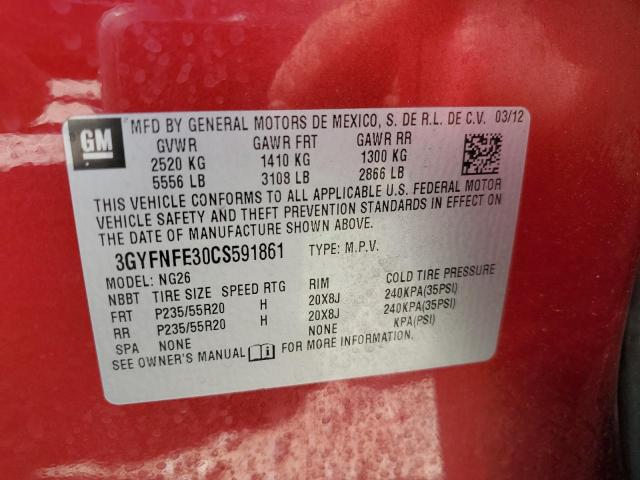 GM MFD BY GENERAL MOTORS DE MEXICO, S. DE R.L. DE C.V. 03/12
GVWR GAWR FRT GAWR RR
2520 KG 1410 KG 1300 KG
5556 LB 3108 LB 2866 LB
THIS VEHICLE CONFORMS TO ALL APPLICABLE U.S. FEDERAL MOTOR
VEHICLE SAFETY AND THEFT PREVENTION STANDARDS IN EFFECT ON
THE DATE OF MANUFACTURE SHOWN ABOVE.
3GYFNFE30CS591861 TYPE: M.P.V.
MODEL: NG26
NBBT TIRE SIZE SPEED RTG RIM COLD TIRE PRESSURE
FRT P235/55R20 H 20X8J 240KPA(35PSI)
RR P235/55R20 H 20X8J 240KPA(35PSI)
SPA NONE NONE KPA(PSI)
SEE OWNER'S MANUAL i FOR MORE INFORMATION.